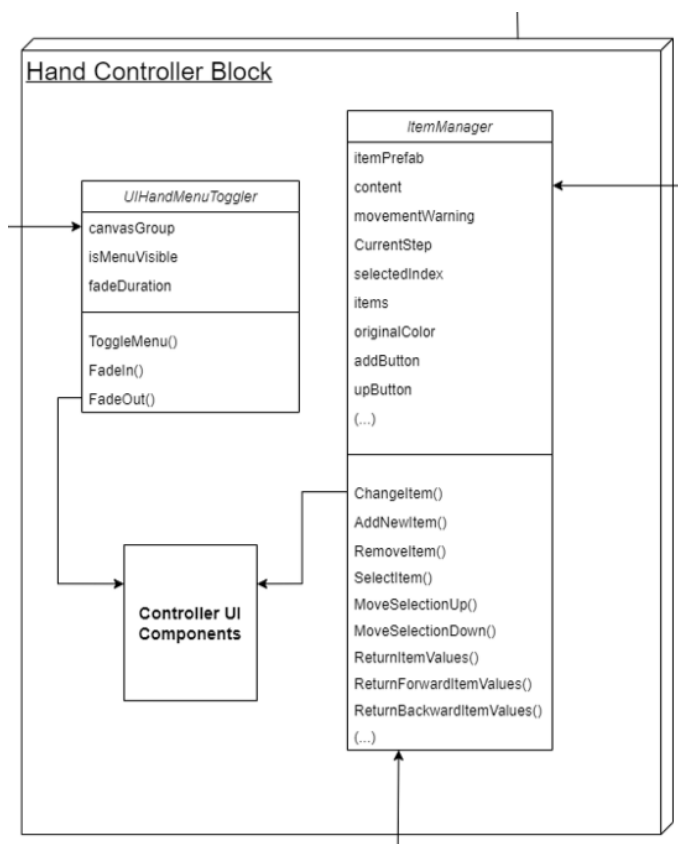 Hand Controller Block
UIHandMenuToggler
canvasGroup
isMenuVisible
fadeDuration
ToggleMenu()
FadeIn()
FadeOut()
Controller UI
Components
ItemManager
itemPrefab
content
movementWarning
CurrentStep
selectedIndex
items
originalColor
addButton
upButton
(...)
ChangeItem()
AddNewItem()
RemoveItem()
SelectItem()
MoveSelectionUp()
MoveSelectionDown()
ReturnItemValues()
ReturnForwardItemValues()
ReturnBackwardItemValues()
(...)